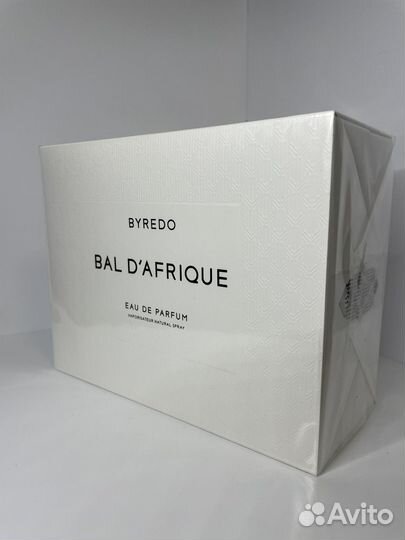 BYREDO
BAL D'AFRIQUE
EAU DE PARFUM
VAPORISATEUR NATURAL SPRAY
Avito